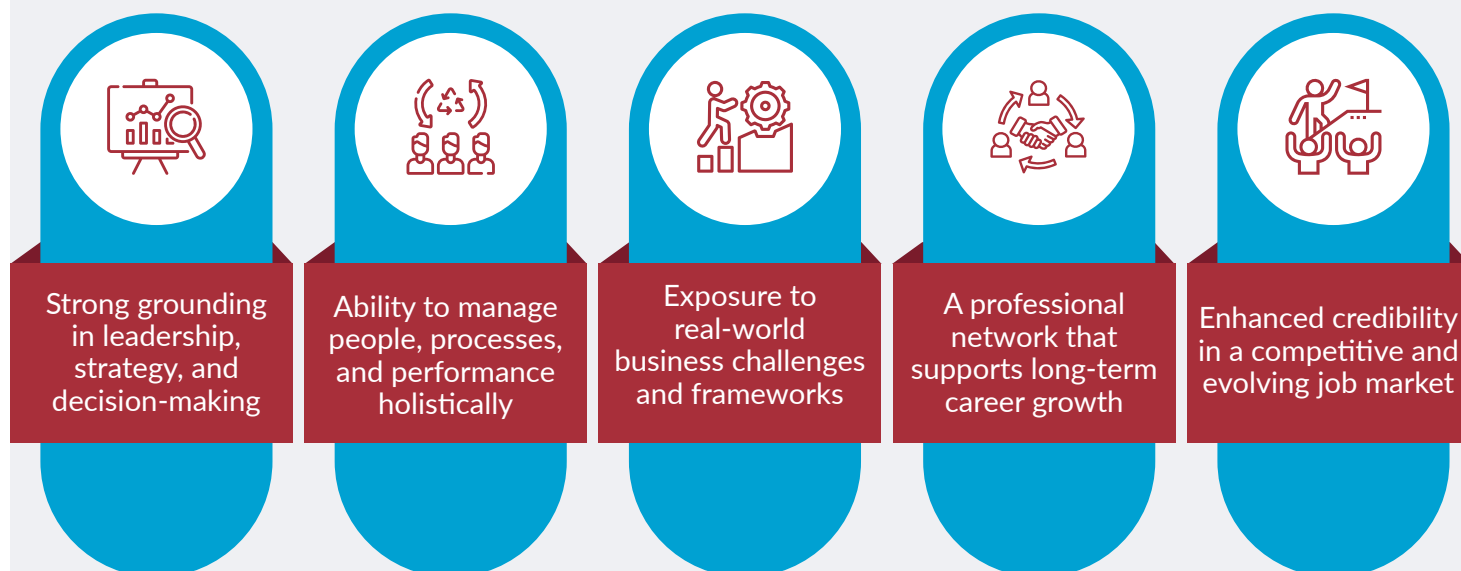 Strong grounding
in leadership,
strategy, and
decision-making
Ability to manage
people, processes,
and performance
holistically
Exposure to
real-world
business challenges
and frameworks
A professional
network that
supports long-term
career growth
Enhanced credibility
in a competitive and
evolving job market